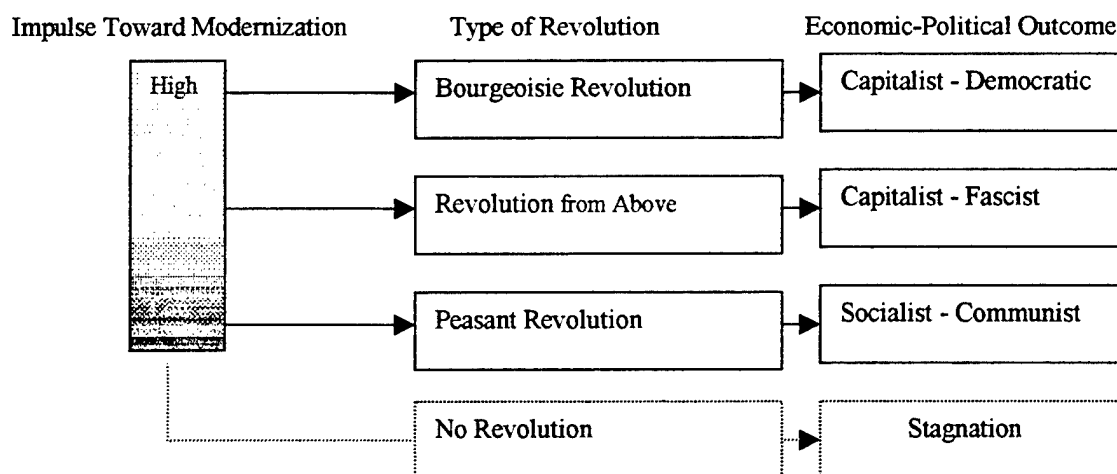 Impulse Toward Modernization Type of Revolution Economic-Political Outcome
High Bourgeoisie Revolution Capitalist - Democratic
Revolution from Above Capitalist - Fascist
Peasant Revolution Socialist - Communist
No Revolution Stagnation